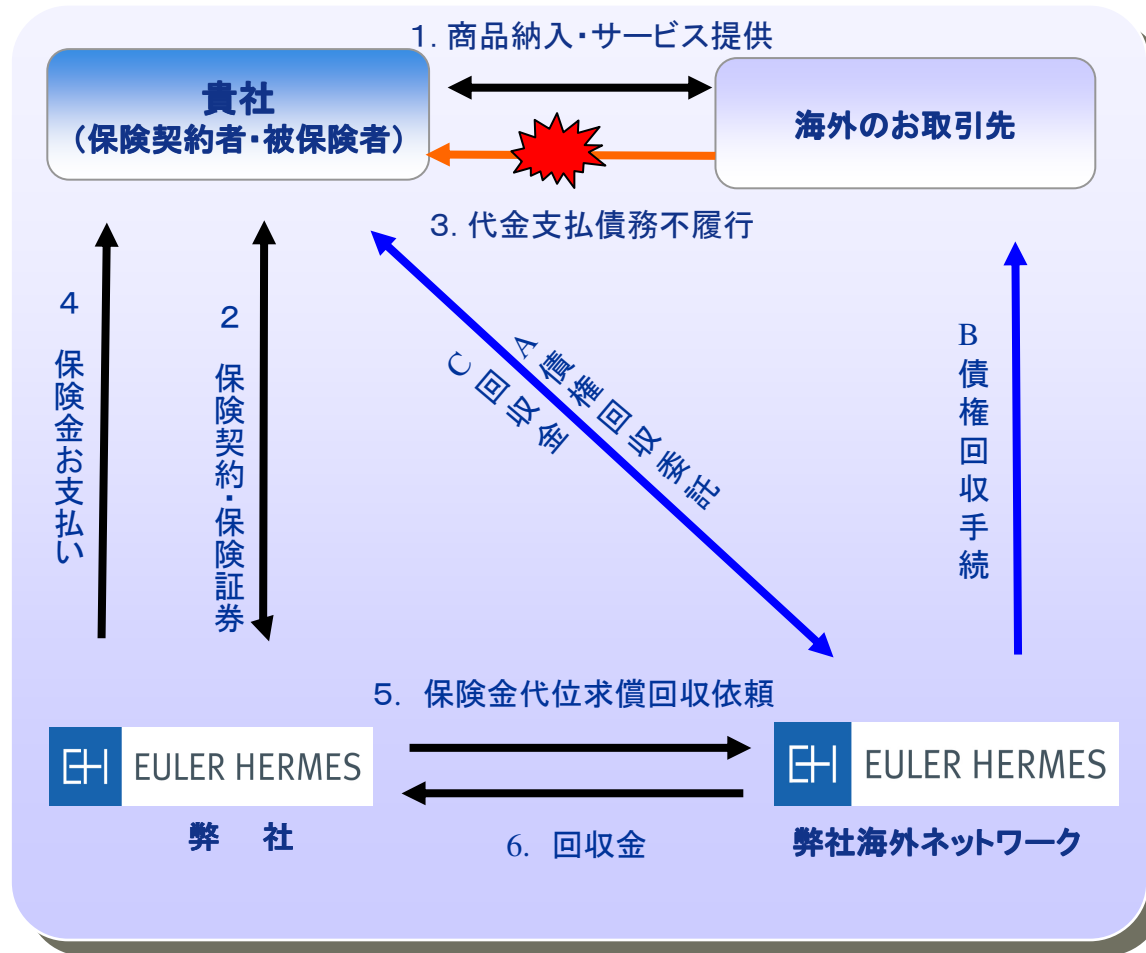 1. 商品納入・サービス提供
貴社
（保険契約者・被保険者）
海外のお取引先
3. 代金支払債務不履行
4 保険金お支払い
2 保険契約・保険証券
A 債権回収委託
C 回収金
B 債権回収手続
5. 保険金代位求償回収依頼
EH EULER HERMES
EH EULER HERMES
弊 社
6. 回収金
弊社海外ネットワーク